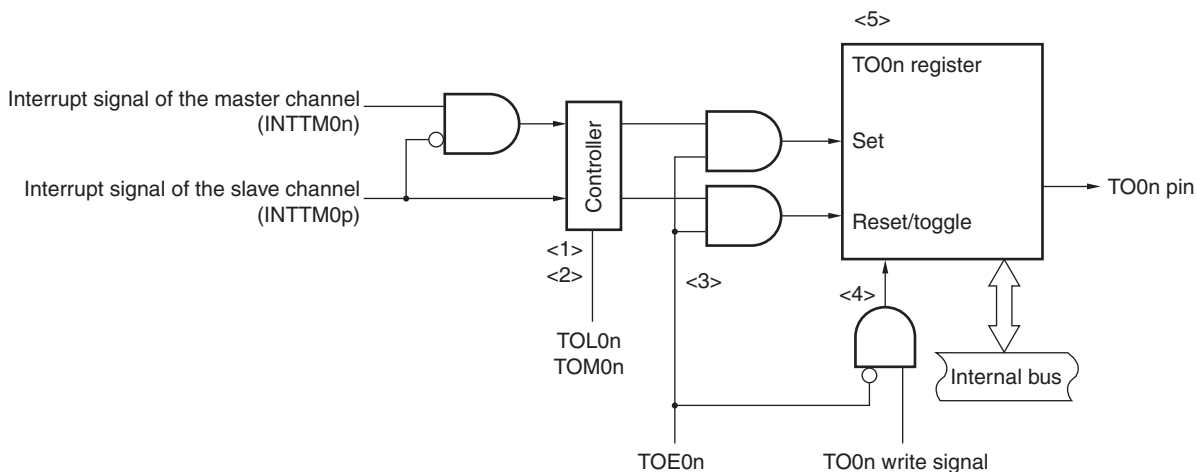 <5>
TO0n register
Interrupt signal of the master channel
(INTTM0n)
Set
Controller
Interrupt signal of the slave channel
(INTTM0p)
TO0n pin
Reset/toggle
<1>
<2>
<3>
<4>
TOL0n
TOM0n
Internal bus
TOE0n
TO0n write signal